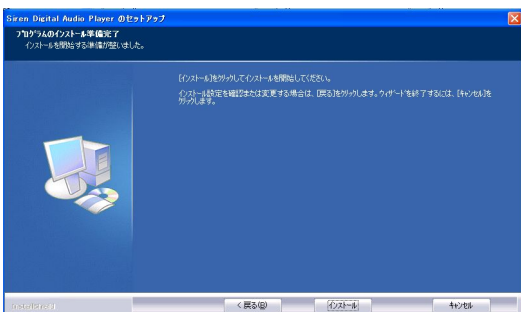 Siren Digital Audio Player のセットアップ
プログラムのインストール準備完了
インストールを開始する準備が整いました。
[インストール]をクリックしてインストールを開始してください。
インストール設定を確認または変更する場合は、[戻る]をクリックします。ウィザードを終了するには、[キャンセル]を
クリックします。
InstallShield
< 戻る(B)
インストール
キャンセル